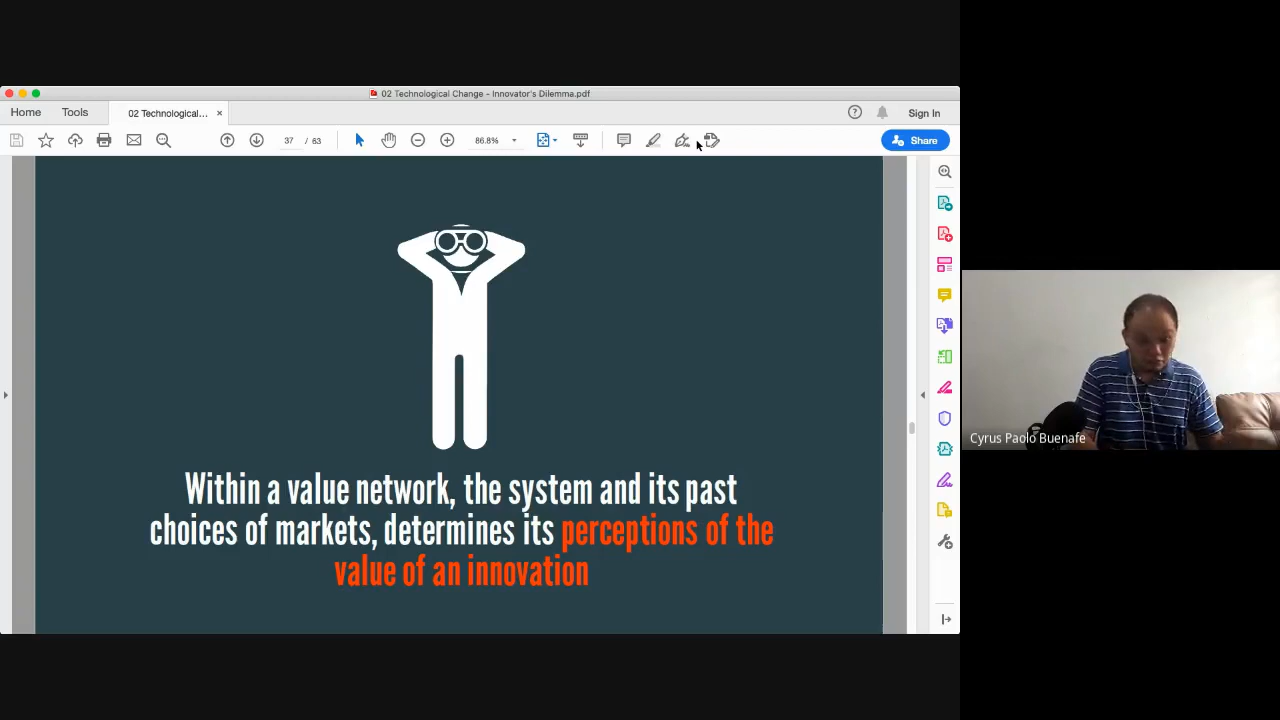 02 Technological Change - Innovator's Dilemma.pdf
Home Tools 02 Technological... × Sign In
37 / 63 86.8% Share
Within a value network, the system and its past
choices of markets, determines its perceptions of the
value of an innovation
Cyrus Paolo Buenafe